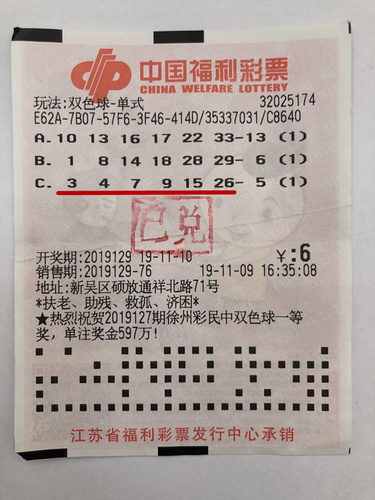 中国福利彩票
CHINA WELFARE LOTTERY
玩法:双色球-单式 32025174
E62A-7B07-57F6-3F46-414D/35337031/C8640
A. 10 13 16 17 22 33-13 (1)
B. 1 8 14 18 28 29- 6 (1)
C. 3 4 7 9 15 26- 5 (1)
已兑
开奖期:2019129 19-11-10 ¥:6
销售期:2019129-76 19-11-09 16:35:08
地址:新吴区硕放通祥北路71号
*扶老、助残、救孤、济困*
★热烈祝贺2019127期徐州彩民中双色球一等
奖，单注奖金597万!
江苏省福利彩票发行中心承销